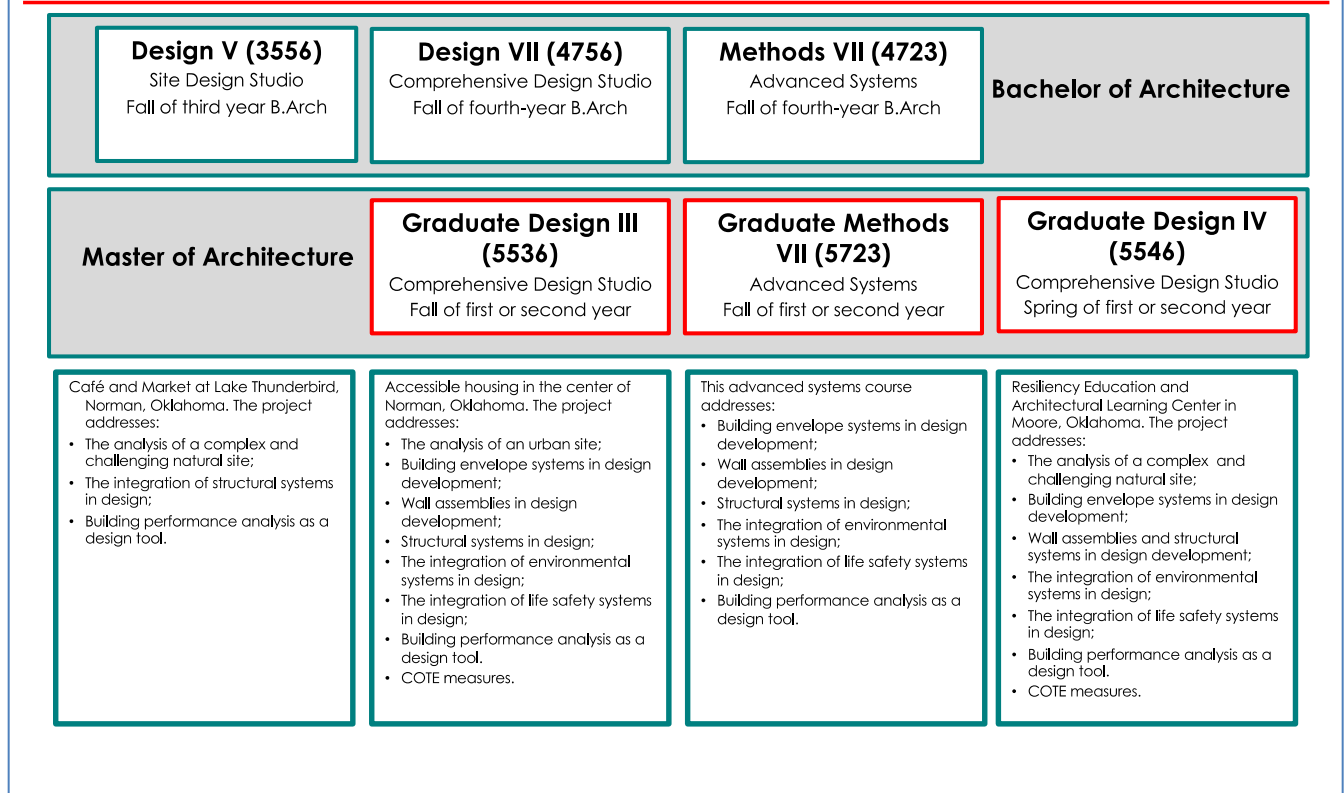 Design V (3556)
Site Design Studio
Fall of third year B.Arch
Design VII (4756)
Comprehensive Design Studio
Fall of fourth-year B.Arch
Methods VII (4723)
Advanced Systems
Fall of fourth-year B.Arch
Bachelor of Architecture
Master of Architecture
Graduate Design III
(5536)
Comprehensive Design Studio
Fall of first or second year
Graduate Methods
VII (5723)
Advanced Systems
Fall of first or second year
Graduate Design IV
(5546)
Comprehensive Design Studio
Spring of first or second year
Café and Market at Lake Thunderbird,
Norman, Oklahoma. The project
addresses:
• The analysis of a complex and
challenging natural site;
• The integration of structural systems
in design;
• Building performance analysis as a
design tool.
Accessible housing in the center of
Norman, Oklahoma. The project
addresses:
• The analysis of an urban site;
• Building envelope systems in design
development;
• Wall assemblies in design
development;
• Structural systems in design;
• The integration of environmental
systems in design;
• The integration of life safety systems
in design;
• Building performance analysis as a
design tool.
• COTE measures.
This advanced systems course
addresses:
• Building envelope systems in design
development;
• Wall assemblies in design
development;
• Structural systems in design;
• The integration of environmental
systems in design;
• The integration of life safety systems
in design;
• Building performance analysis as a
design tool.
Resiliency Education and
Architectural Learning Center in
Moore, Oklahoma. The project
addresses:
• The analysis of a complex and
challenging natural site;
• Building envelope systems in design
development;
• Wall assemblies and structural
systems in design development;
• The integration of environmental
systems in design;
• The integration of life safety systems
in design;
• Building performance analysis as a
design tool.
• COTE measures.